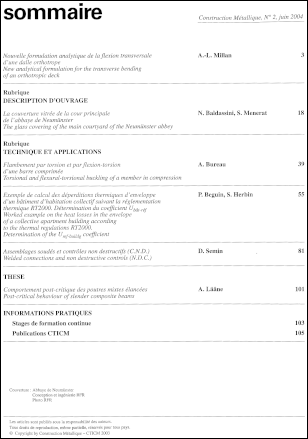 sommaire
Construction Métallique, N° 2, juin 2004
Nouvelle formulation analytique de la flexion transversale
d'une dalle orthotrope
A.-L. Millan 3
New analytical formulation for the transverse bending
of an orthotropic deck
Rubrique
DESCRIPTION D'OUVRAGE
La couverture vitrée de la cour principale
de l'abbaye de Neumünster
N. Baldassini, S. Menerat 18
The glass covering of the main courtyard of the Neumünster abbey
Rubrique
TECHNIQUE ET APPLICATIONS
Flambement par torsion et par flexion-torsion
d'une barre comprimée
A. Bureau 39
Torsional and flexural-torsional buckling of a member in compression
Exemple de calcul des déperditions thermiques d'enveloppe
d'un bâtiment d'habitation collectif suivant la réglementation
thermique RT2000. Détermination du coefficient
P. Beguin, S. Herbin 55
Worked example on the heat losses in the envelope
of a collective apartment building according
to the thermal regulations RT2000.
Determination of the coefficient
Assemblages soudés et contrôles non destructifs (C.N.D.)
D. Semin 81
Welded connections and non destructive controls (N.D.C.)
THESE
Comportement post-critique des poutres mixtes élancées
A. Lääne 101
Post-critical behaviour of slender composite beams
INFORMATIONS PRATIQUES
Stages de formation continue 103
Publications CTICM 105
Couverture : Abbaye de Neumünster
Conception et ingénierie RFR
Photo RFR
Les articles sont publiés sous la responsabilité des auteurs.
Tous droits de reproduction, même partielle, réservés pour tous pays.
© Copyright by Construction Métallique – CTICM 2003